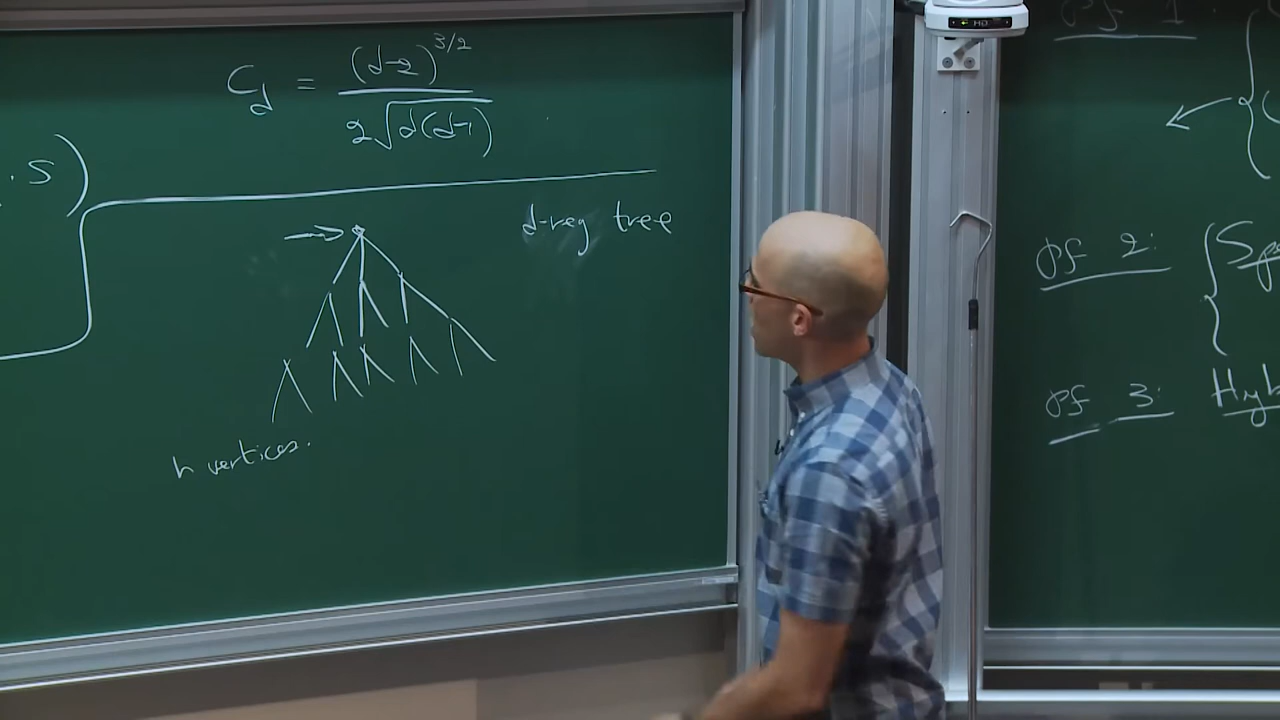 C_d = (d-2)^{3/2} / 2√(d(d-1))
. S )
d-reg tree
n vertices.
HD
Pf 1:
pf 2:
pf 3: